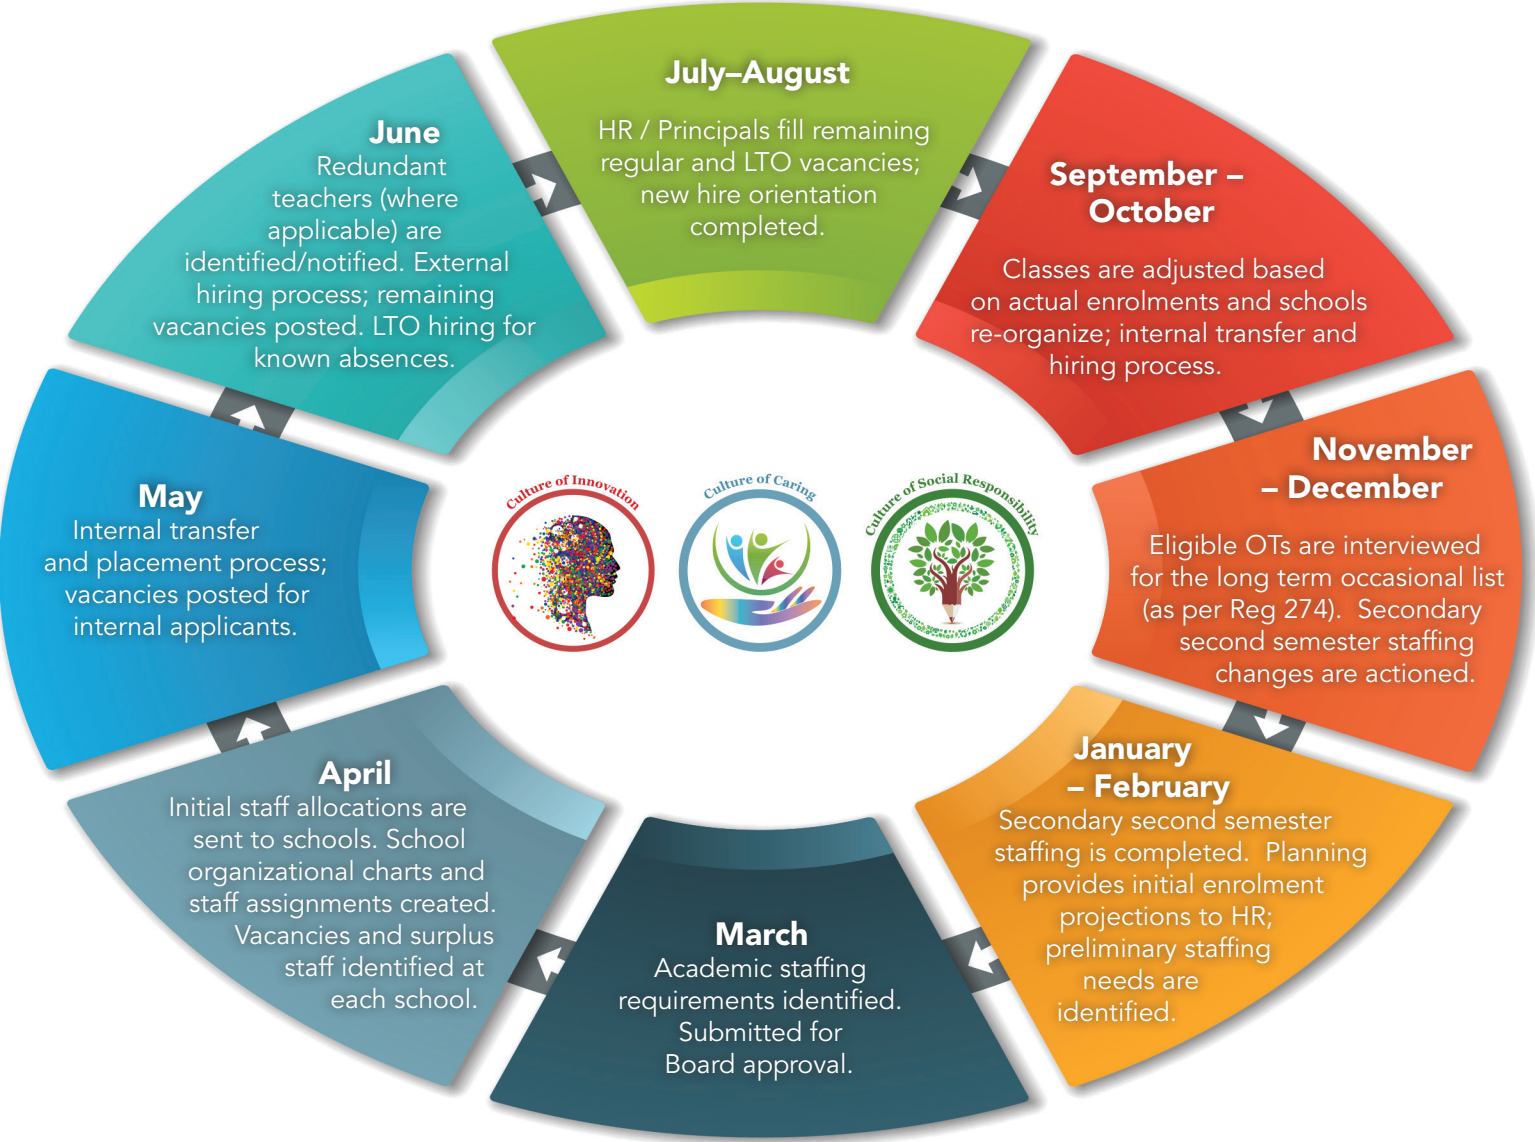 July–August
HR / Principals fill remaining
regular and LTO vacancies;
new hire orientation
completed.
September –
October
Classes are adjusted based
on actual enrolments and schools
re-organize; internal transfer and
hiring process.
November
– December
Eligible OTs are interviewed
for the long term occasional list
(as per Reg 274).  Secondary
second semester staffing
changes are actioned.
January
– February
Secondary second semester
staffing is completed.  Planning
provides initial enrolment
projections to HR;
preliminary staffing
needs are
identified.
March
Academic staffing
requirements identified.
Submitted for
Board approval.
April
Initial staff allocations are
sent to schools. School
organizational charts and
staff assignments created.
Vacancies and surplus
staff identified at
each school.
May
Internal transfer
and placement process;
vacancies posted for
internal applicants.
June
Redundant
teachers (where
applicable) are
identified/notified. External
hiring process; remaining
vacancies posted. LTO hiring for
known absences.
Culture of Innovation
Culture of Caring
Culture of Social Responsibility